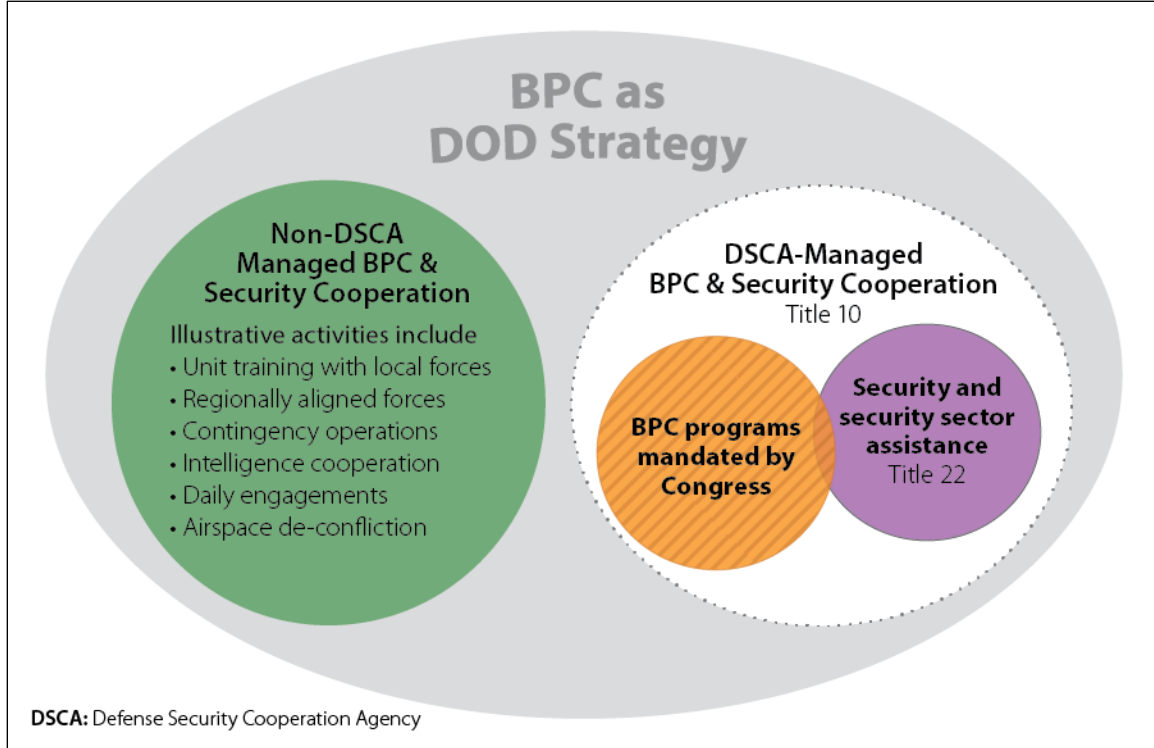 BPC as
DOD Strategy
Non-DSCA
Managed BPC &
Security Cooperation
Illustrative activities include
• Unit training with local forces
• Regionally aligned forces
• Contingency operations
• Intelligence cooperation
• Daily engagements
• Airspace de-confliction
DSCA-Managed
BPC & Security Cooperation
Title 10
BPC programs
mandated by
Congress
Security and
security sector
assistance
Title 22
DSCA: Defense Security Cooperation Agency